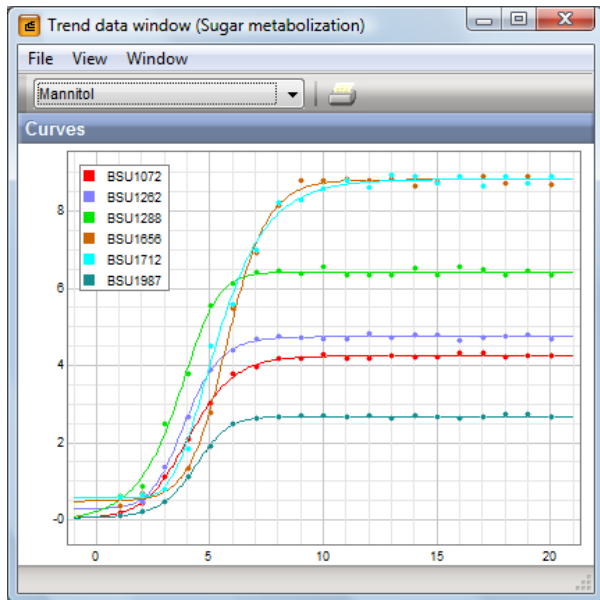 Trend data window (Sugar metabolization)
File View Window
Mannitol
Curves
BSU1072
BSU1262
BSU1288
BSU1656
BSU1712
BSU1987
8
6
4
2
-0
0 5 10 15 20